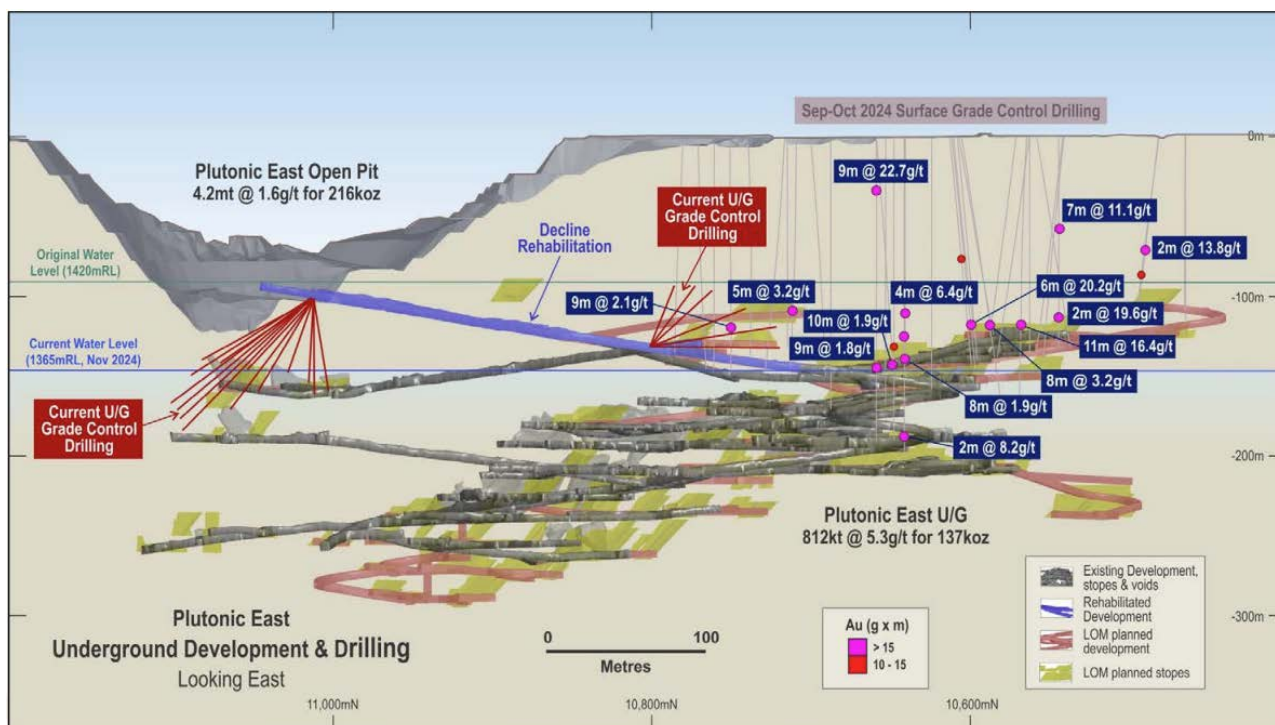 Sep-Oct 2024 Surface Grade Control Drilling
0m
Plutonic East Open Pit
4.2mt @ 1.6g/t for 216koz
9m @ 22.7g/t
Current U/G
Grade Control
Drilling
7m @ 11.1g/t
Decline
Rehabilitation
2m @ 13.8g/t
Original Water
Level (1420mRL)
9m @ 2.1g/t
5m @ 3.2g/t
4m @ 6.4g/t
6m @ 20.2g/t
-100m
10m @ 1.9g/t
2m @ 19.6g/t
Current Water Level
(1365mRL, Nov 2024)
9m @ 1.8g/t
11m @ 16.4g/t
8m @ 3.2g/t
8m @ 1.9g/t
Current U/G
Grade Control
Drilling
2m @ 8.2g/t
-200m
Plutonic East U/G
812kt @ 5.3g/t for 137koz
Existing Development,
stopes & voids
Rehabilitated
Development
LOM planned
development
LOM planned stopes
-300m
Plutonic East
Underground Development & Drilling
Looking East
0
100
Metres
Au (g x m)
> 15
10 - 15
11,000mN
10,800mN
10,600mN